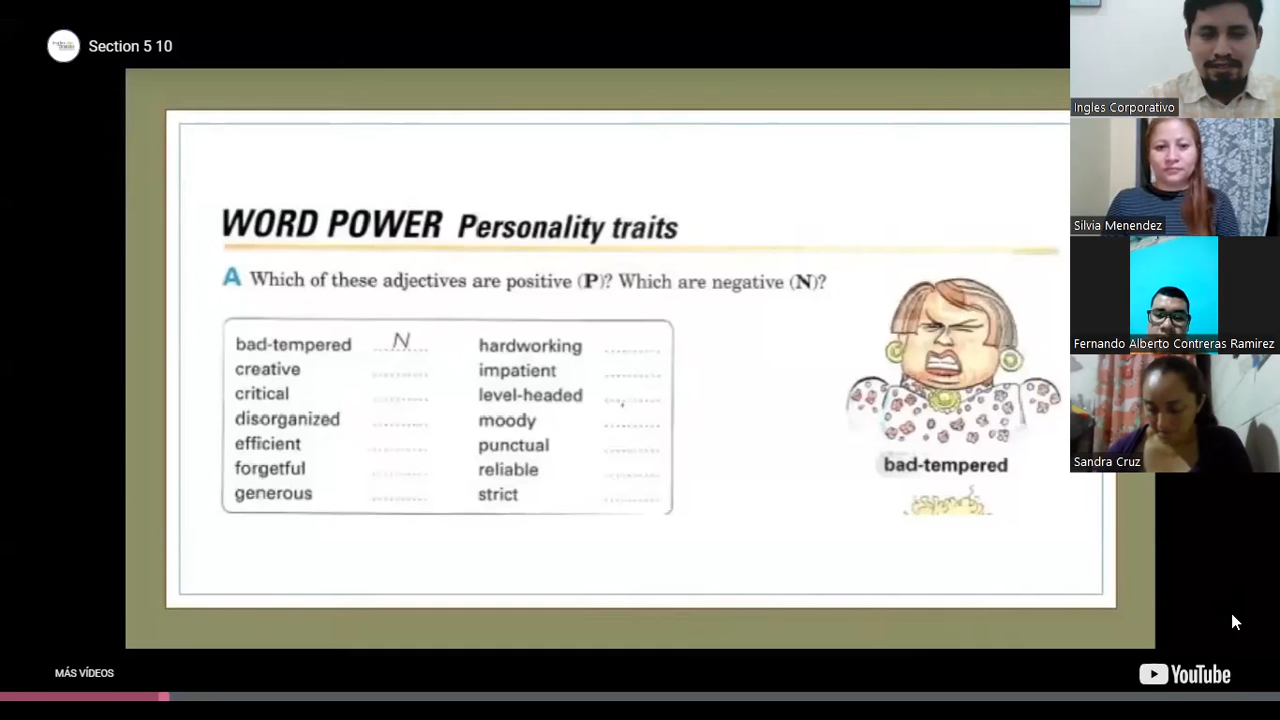 Section 5 10
WORD POWER Personality traits
A Which of these adjectives are positive (P)? Which are negative (N)?
bad-tempered N
creative
critical
disorganized
efficient
forgetful
generous
hardworking
impatient
level-headed
moody
punctual
reliable
strict
bad-tempered
MÁS VÍDEOS
YouTube
Ingles Corporativo
Silvia Menendez
Fernando Alberto Contreras Ramirez
Sandra Cruz